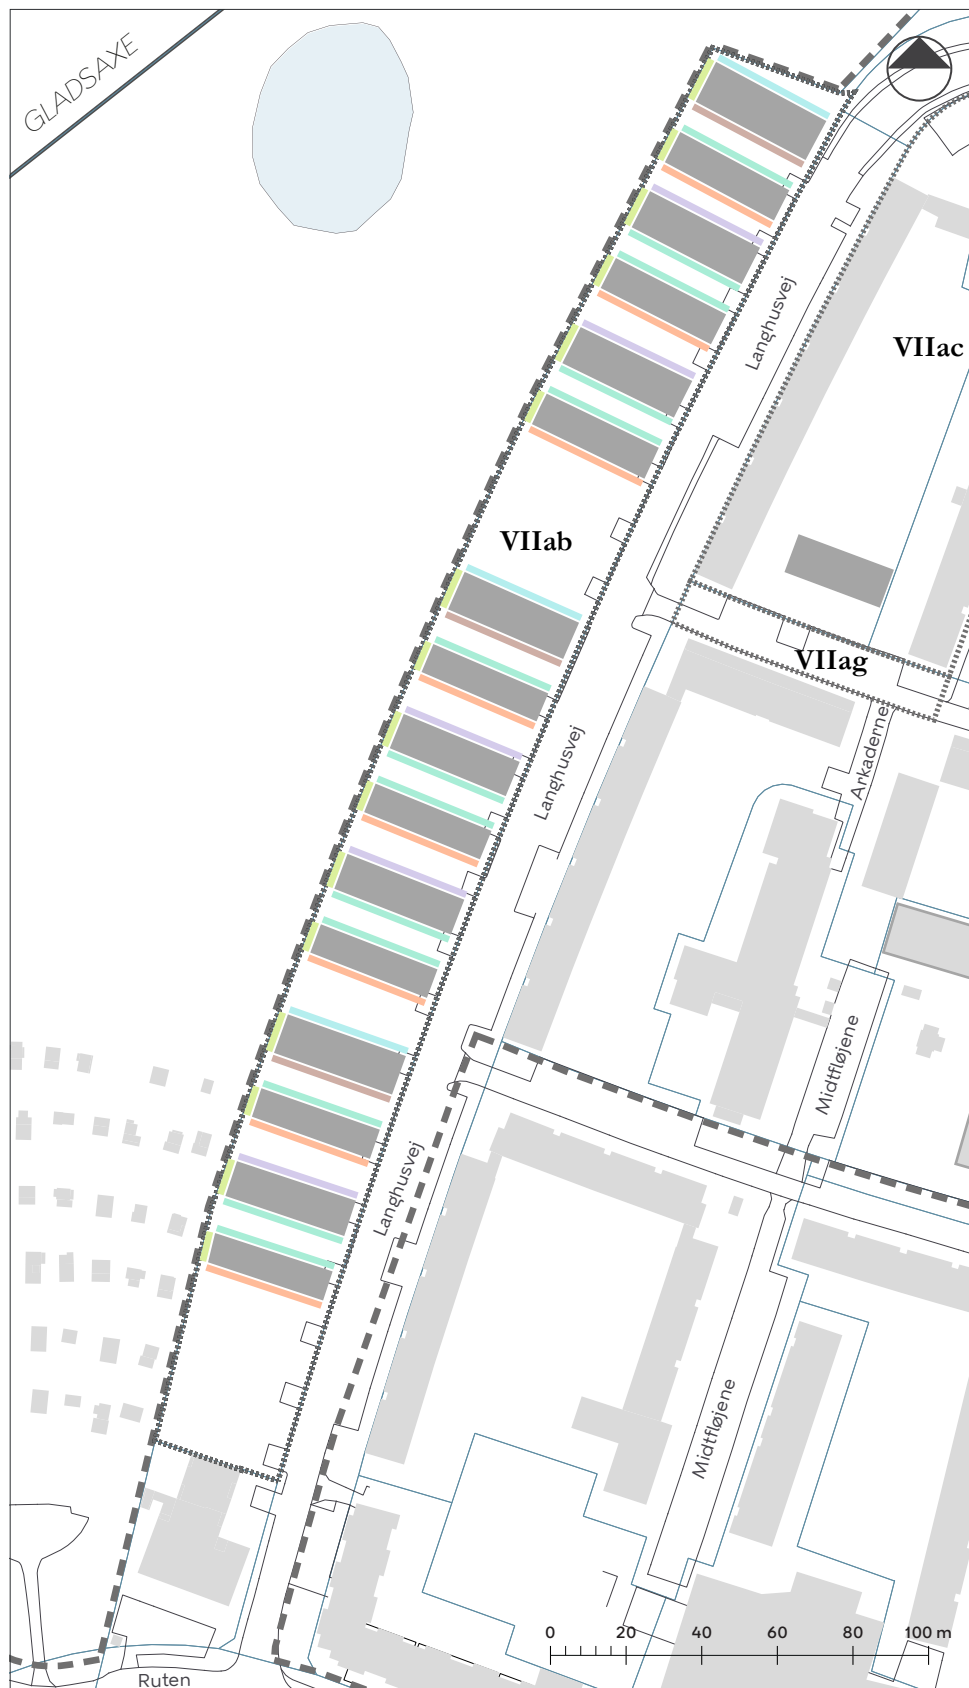 GLADSAXE
Langhusvej
VIIac
VIIab
VIIag
Arkaderne
Langhusvej
Midtfløjene
Langhusvej
Midtfløjene
0 20 40 60 80 100 m
Ruten